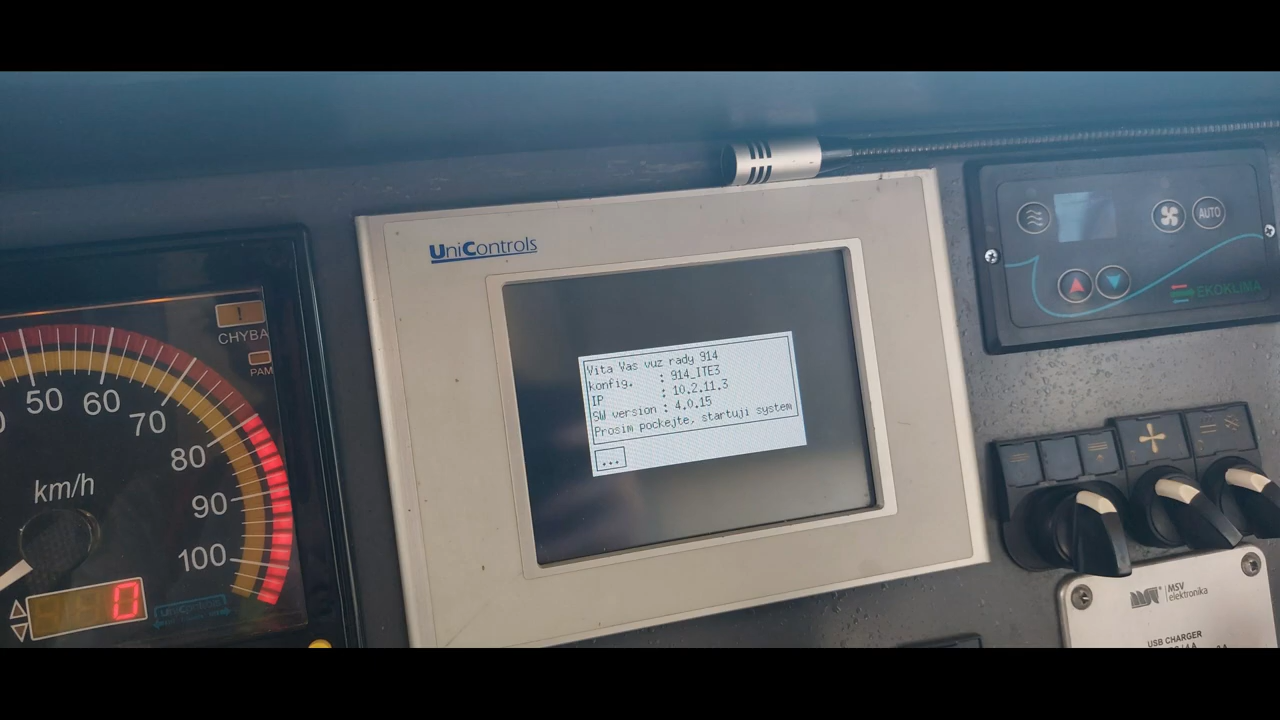 UniControls
Vita Vas vuz rady 914
konfig. : 914_ITE3
IP : 10.2.11.3
SW version : 4.0.15
Prosim pockejte, startuji system
...
!
CHYBA
PAM
50
60
70
80
90
100
km/h
0
AUTO
EKOKLIMA
MSV
elektronika
USB CHARGER